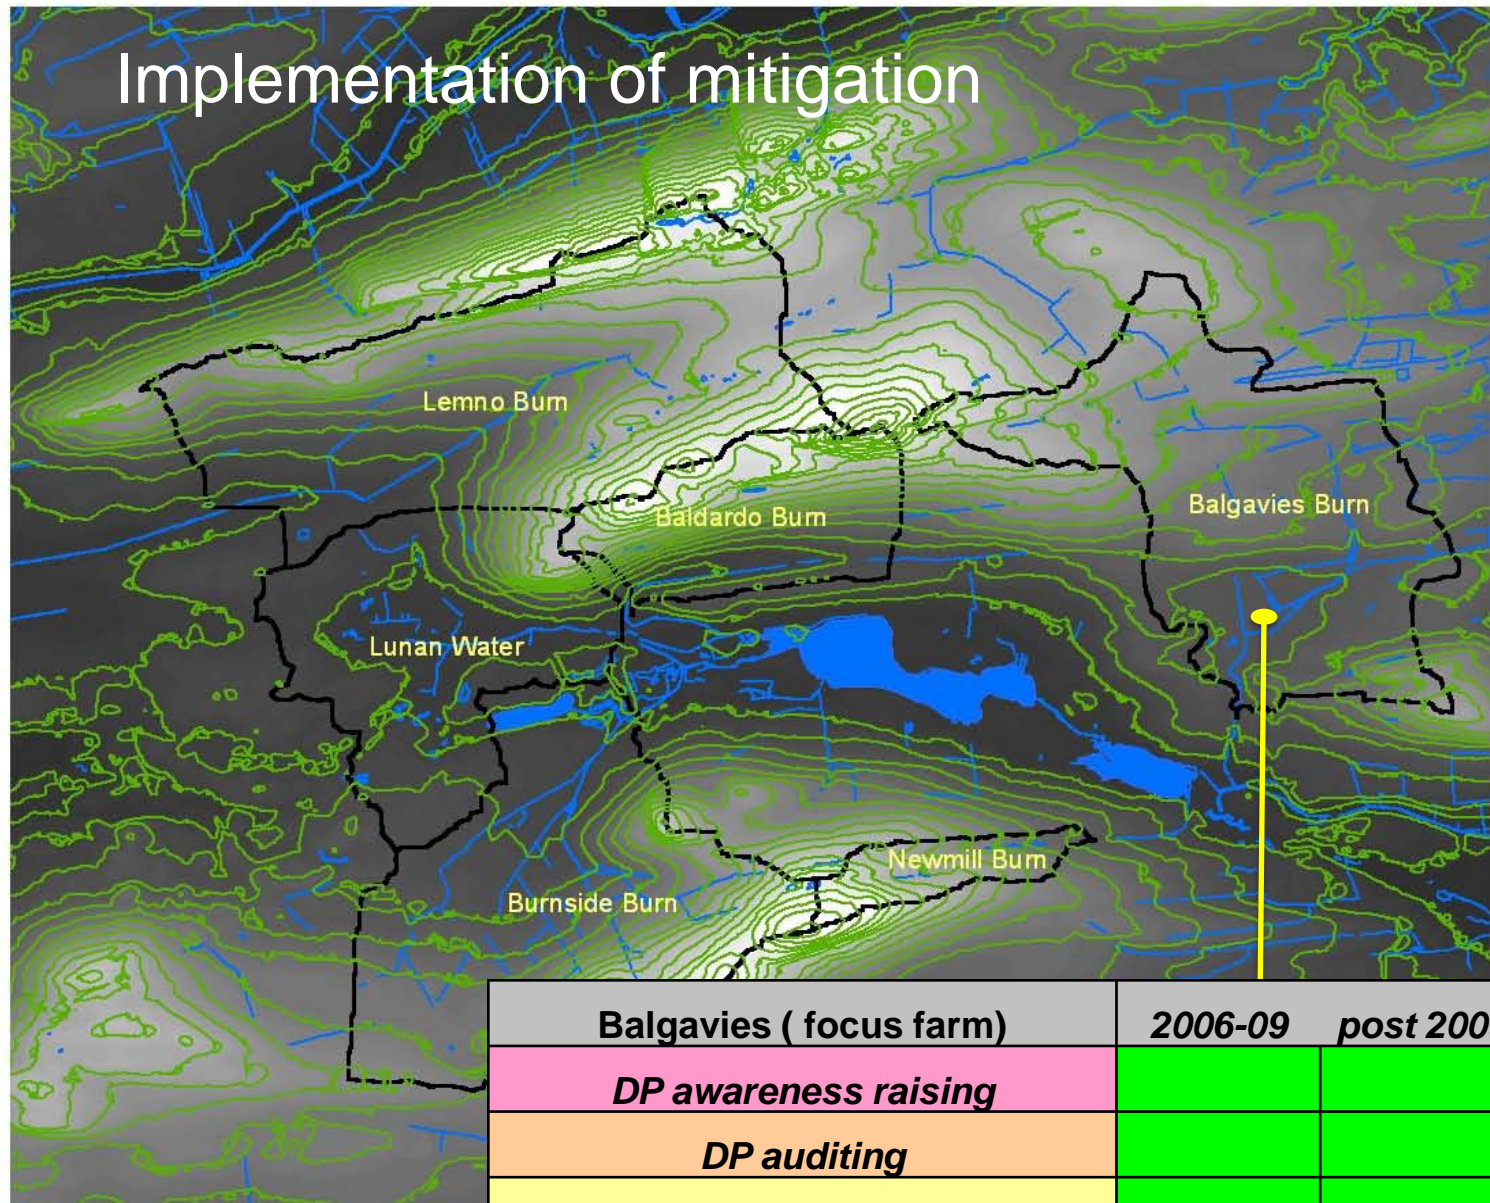 Implementation of mitigation
Lemno Burn
Baldardo Burn
Balgavies Burn
Lunan Water
Newmill Burn
Burnside Burn
Balgavies ( focus farm) 2006-09 post 200
DP awareness raising
DP auditing